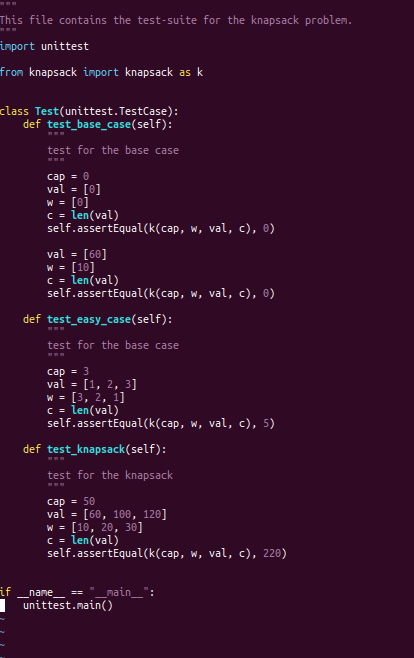 """
This file contains the test-suite for the knapsack problem.
"""
import unittest

from knapsack import knapsack as k


class Test(unittest.TestCase):
    def test_base_case(self):
        """
        test for the base case
        """
        cap = 0
        val = [0]
        w = [0]
        c = len(val)
        self.assertEqual(k(cap, w, val, c), 0)

        val = [60]
        w = [10]
        c = len(val)
        self.assertEqual(k(cap, w, val, c), 0)

    def test_easy_case(self):
        """
        test for the base case
        """
        cap = 3
        val = [1, 2, 3]
        w = [3, 2, 1]
        c = len(val)
        self.assertEqual(k(cap, w, val, c), 5)

    def test_knapsack(self):
        """
        test for the knapsack
        """
        cap = 50
        val = [60, 100, 120]
        w = [10, 20, 30]
        c = len(val)
        self.assertEqual(k(cap, w, val, c), 220)


if __name__ == "__main__":
    unittest.main()
~
~
~
~